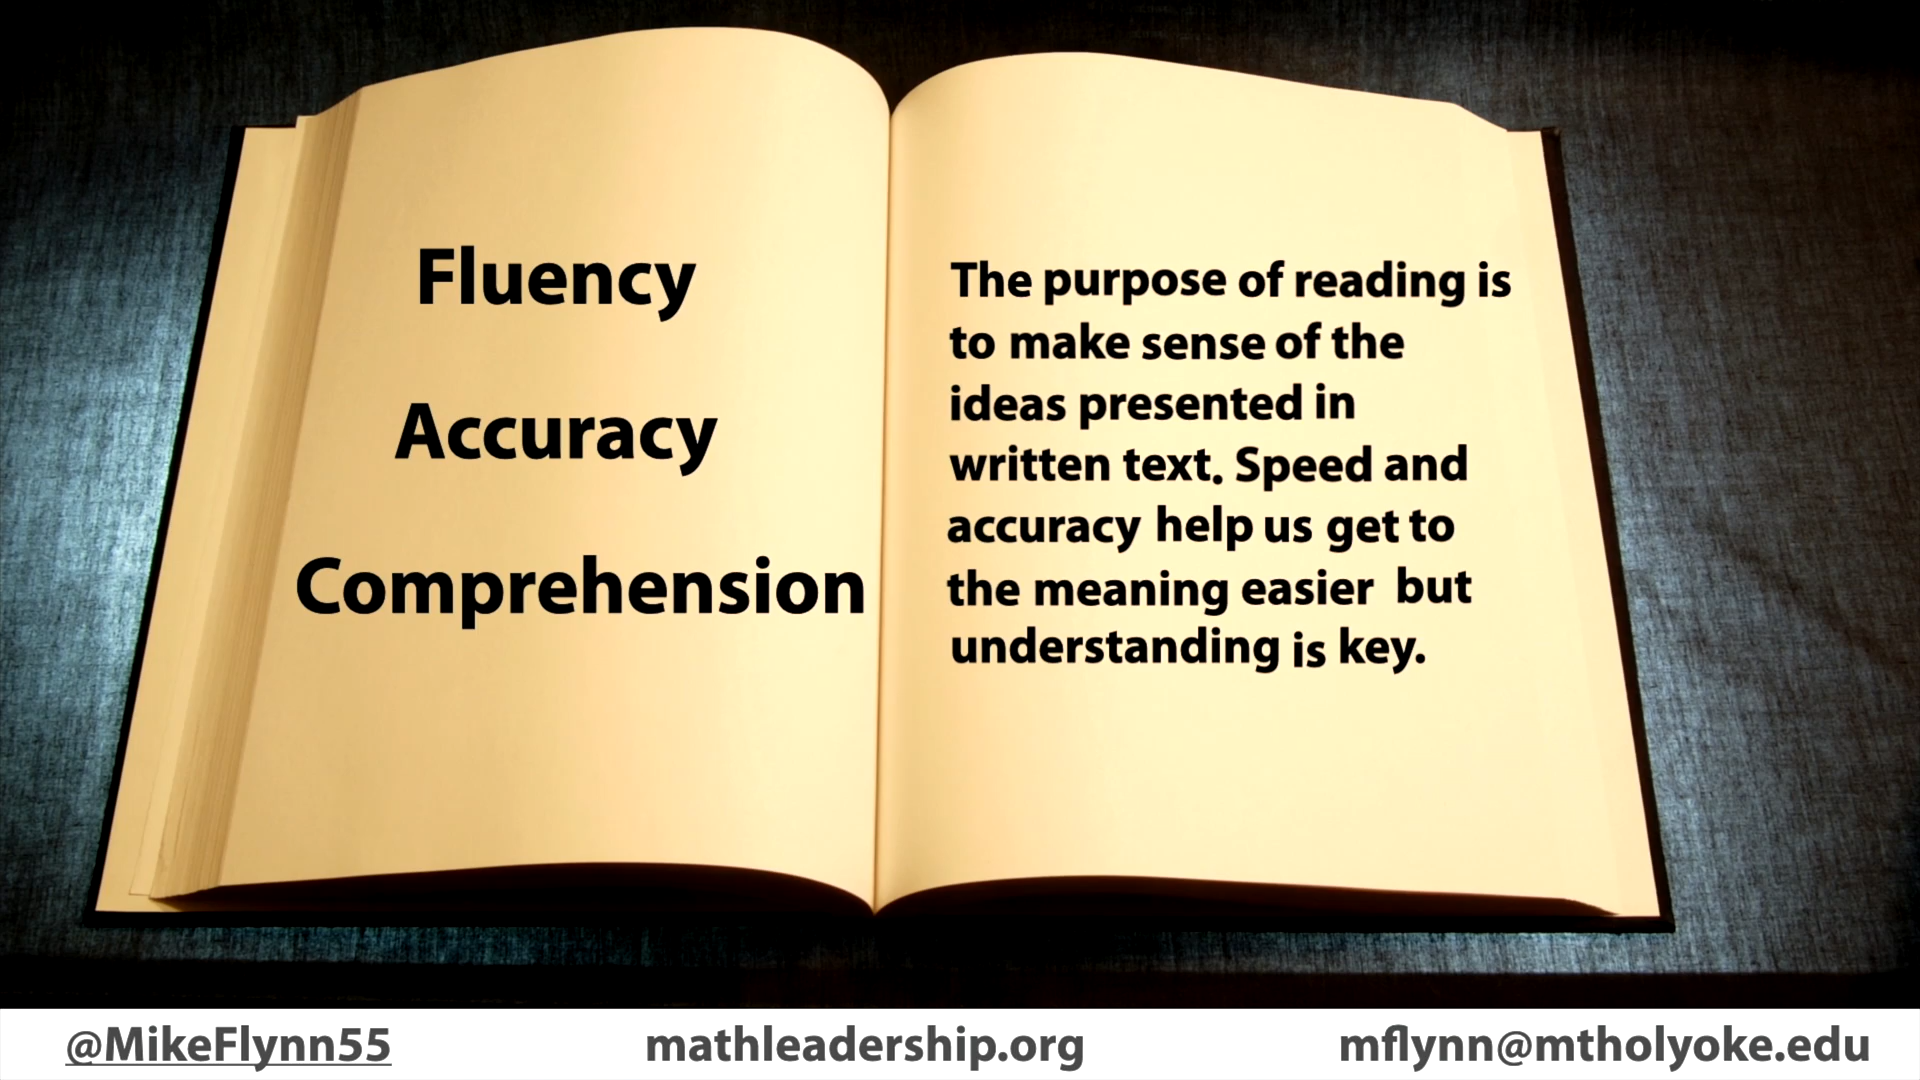 Fluency
Accuracy
Comprehension
The purpose of reading is
to make sense of the
ideas presented in
written text. Speed and
accuracy help us get to
the meaning easier but
understanding is key.
@MikeFlynn55
mathleadership.org
mflynn@mtholyoke.edu